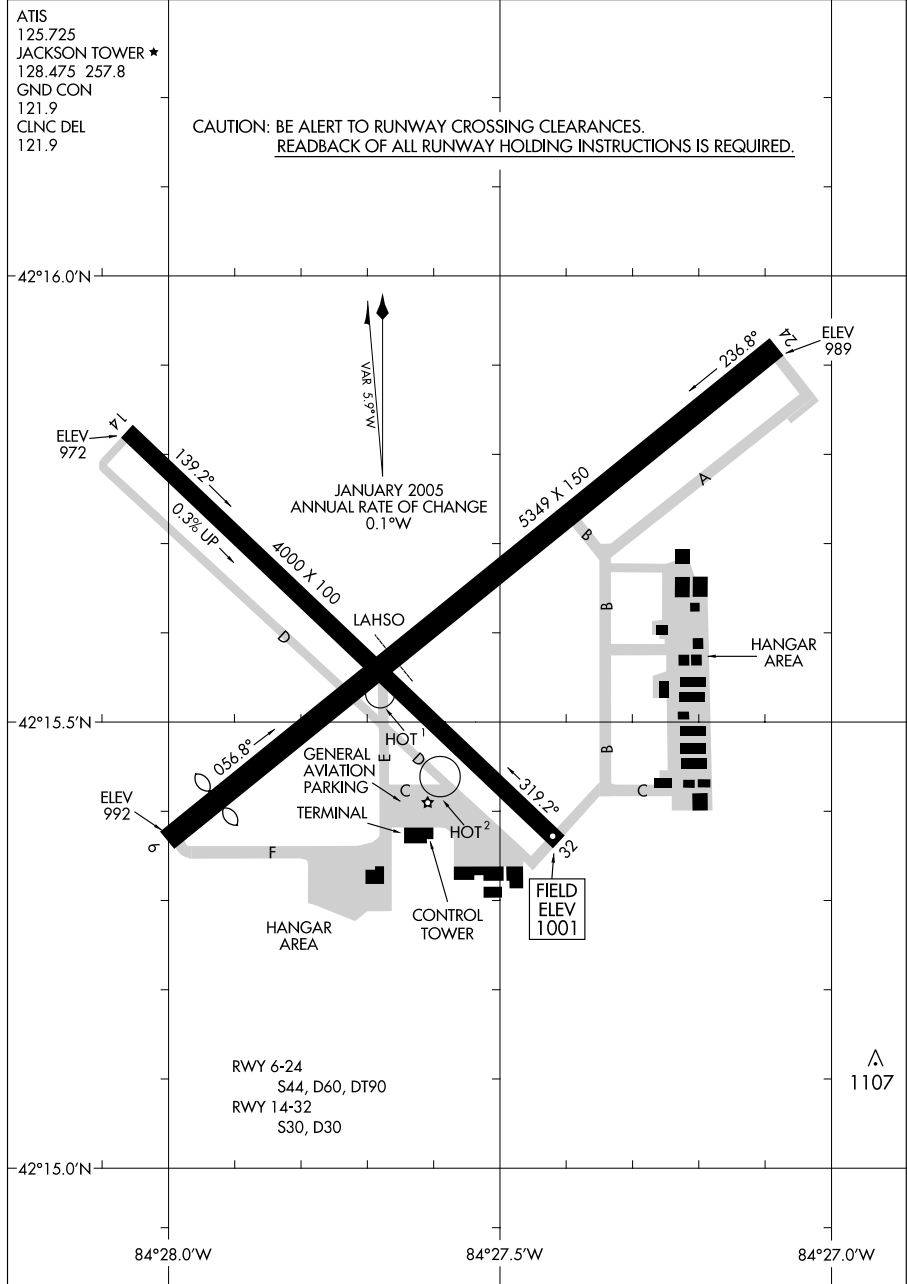 ATIS
125.725
JACKSON TOWER ★
128.475 257.8
GND CON
121.9
CLNC DEL
121.9
CAUTION: BE ALERT TO RUNWAY CROSSING CLEARANCES.
READBACK OF ALL RUNWAY HOLDING INSTRUCTIONS IS REQUIRED.
42°16.0'N
VAR 5.9°W
JANUARY 2005
ANNUAL RATE OF CHANGE
0.1°W
24
ELEV
989
236.8°
14
ELEV
972
139.2°
0.3% UP
4000 X 100
5349 X 150
A
B
B
B
C
D
LAHSO
HANGAR
AREA
42°15.5'N
HOT 1
056.8°
E
D
GENERAL
AVIATION
PARKING
C
319.2°
ELEV
992
TERMINAL
HOT 2
6
F
32
FIELD
ELEV
1001
CONTROL
TOWER
HANGAR
AREA
RWY 6-24
S44, D60, DT90
RWY 14-32
S30, D30
1107
42°15.0'N
84°28.0'W
84°27.5'W
84°27.0'W